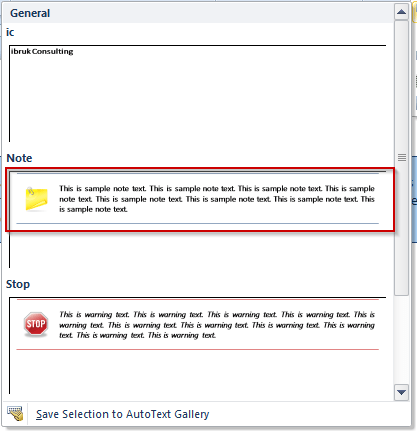 General
ic
ibruk Consulting
Note
This is sample note text. This is sample note text. This is sample note text. This is sample
note text. This is sample note text. This is sample note text. This is sample note text. This
is sample note text.
Stop
This is warning text. This is warning text. This is warning text. This is warning text. This is
warning text. This is warning text. This is warning text. This is warning text. This is warning
text. This is warning text. This is warning text.
STOP
Save Selection to AutoText Gallery